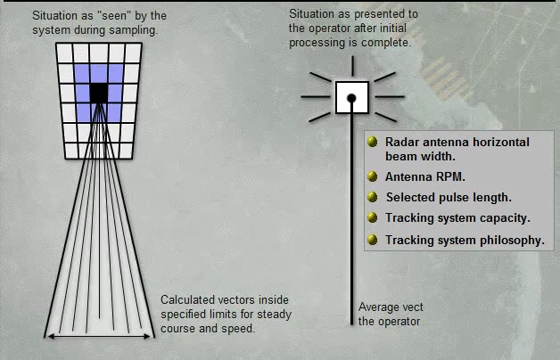 Situation as "seen" by the
system during sampling.
Situation as presented to
the operator after initial
processing is complete.
Radar antenna horizontal
beam width.
Antenna RPM.
Selected pulse length.
Tracking system capacity.
Tracking system philosophy.
Calculated vectors inside
specified limits for steady
course and speed.
Average vect
the operator